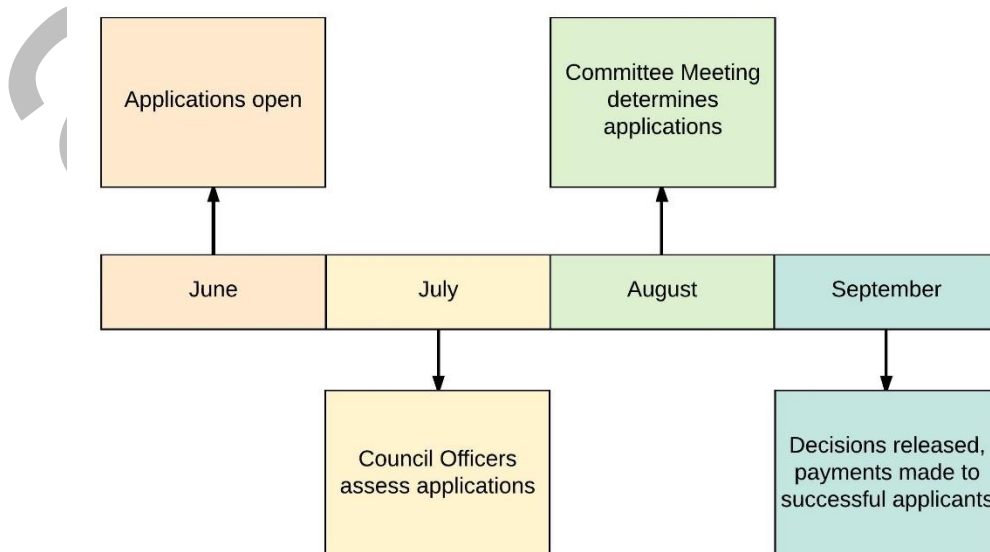 Applications open
Committee Meeting
determines
applications
June
July
August
September
Council Officers
assess applications
Decisions released,
payments made to
successful applicants